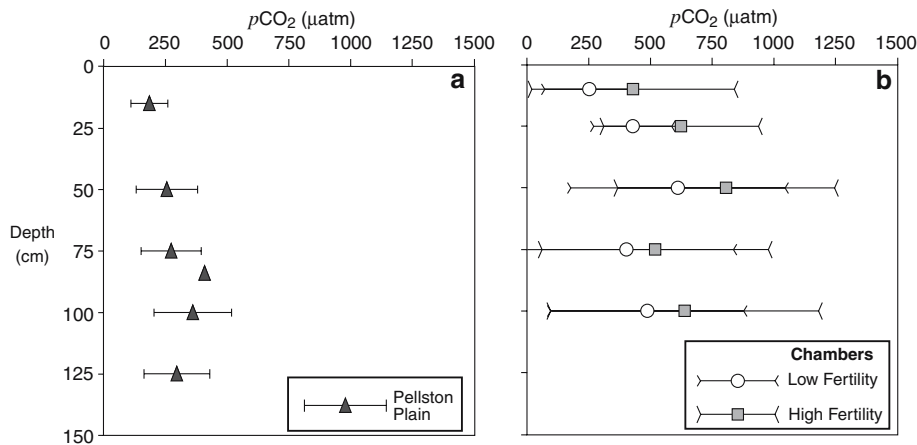 pCO2 (µatm)
0 250 500 750 1000 1500
a
0
25
50
75
100
125
150
Depth
(cm)
Pellston
Plain
pCO2 (µatm)
0 250 500 750 1000 1250 1500
b
Chambers
Low Fertility
High Fertility